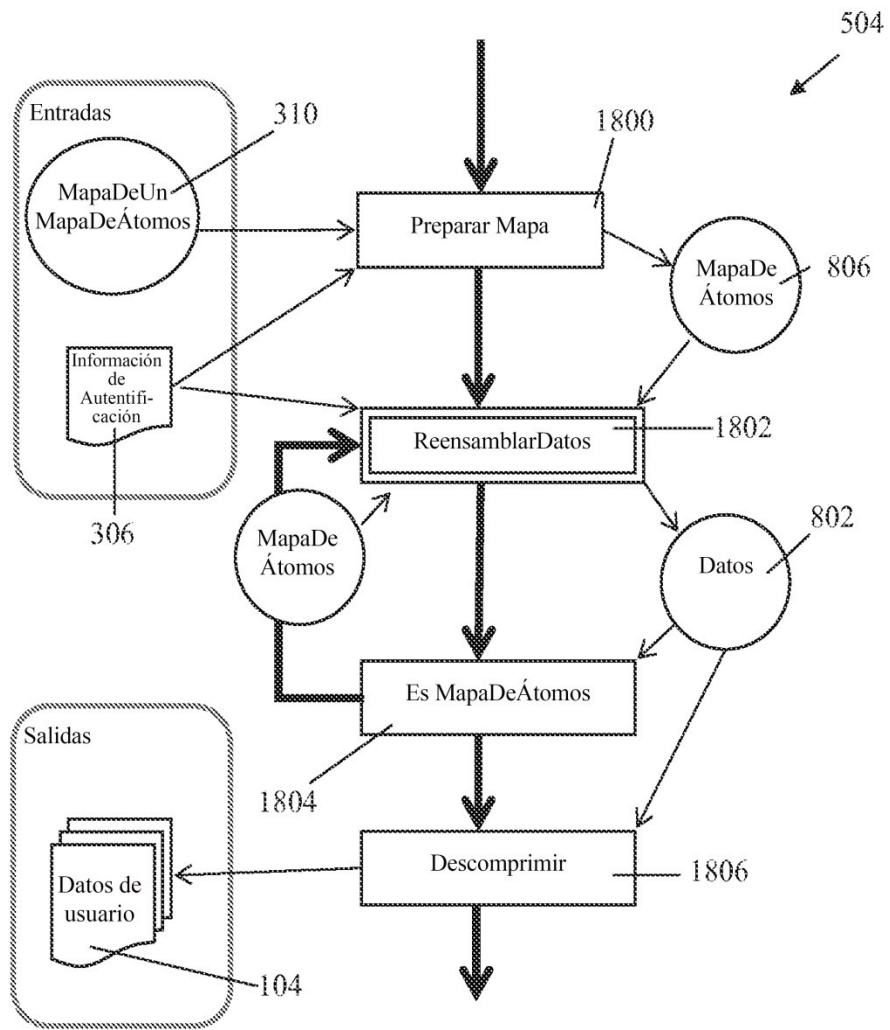 504
Entradas
310
1800
MapaDeUn
MapaDeÁtomos
Preparar Mapa
MapaDe
Átomos
806
Información
de
Autentifi-
cación
306
ReensamblarDatos
1802
MapaDe
Átomos
802
Datos
Es MapaDeÁtomos
1804
Salidas
Descomprimir
1806
Datos de
usuario
104